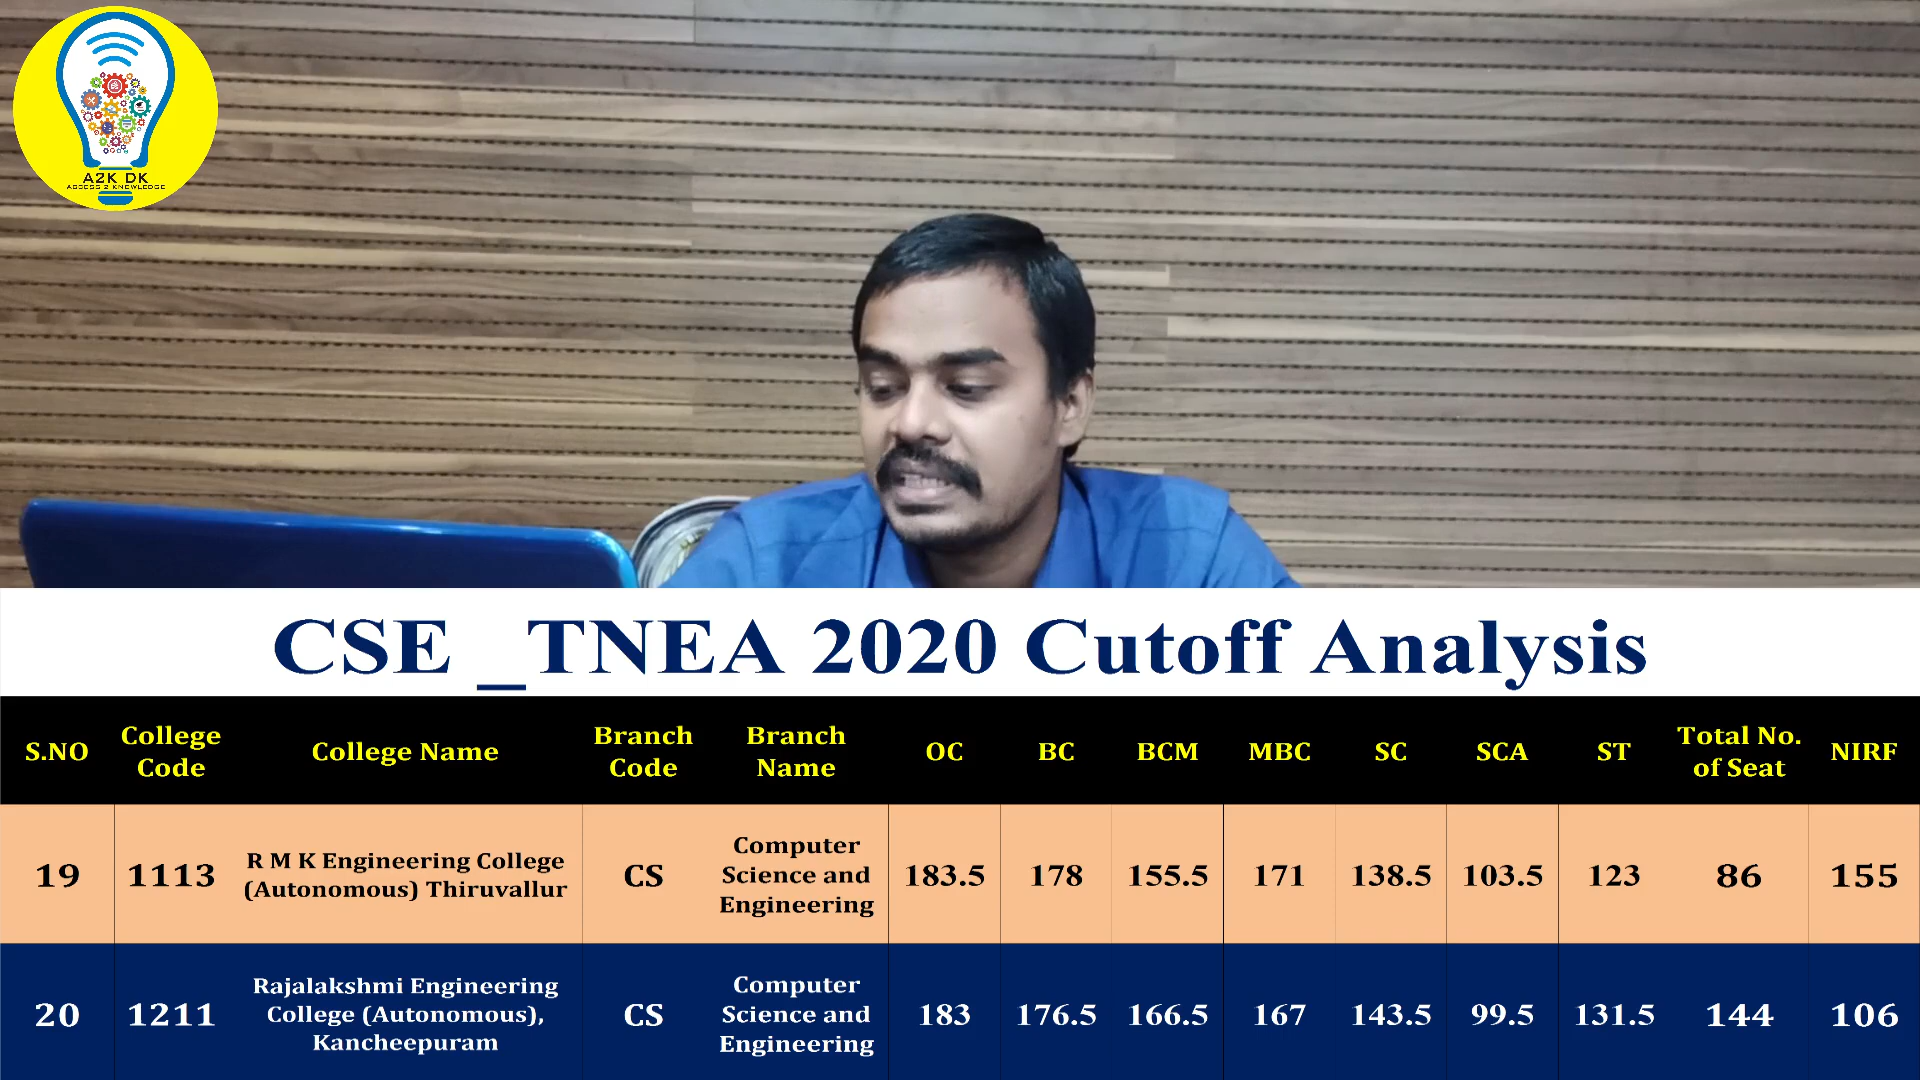 A2K DK
ACCESS 2 KNOWLEDGE
CSE _TNEA 2020 Cutoff Analysis
S.NO College Code College Name Branch Code Branch Name OC BC BCM MBC SC SCA ST Total No. of Seat NIRF
19 1113 R M K Engineering College (Autonomous) Thiruvallur CS Computer Science and Engineering 183.5 178 155.5 171 138.5 103.5 123 86 155
20 1211 Rajalakshmi Engineering College (Autonomous), Kancheepuram CS Computer Science and Engineering 183 176.5 166.5 167 143.5 99.5 131.5 144 106